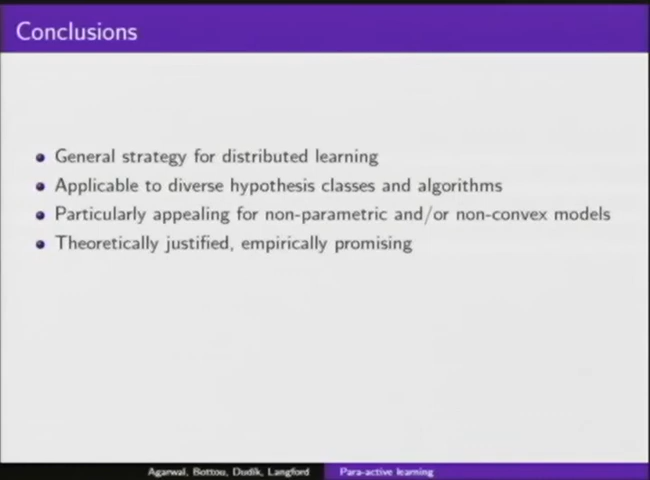 Conclusions
General strategy for distributed learning
Applicable to diverse hypothesis classes and algorithms
Particularly appealing for non-parametric and/or non-convex models
Theoretically justified, empirically promising
Agarwal, Bottou, Dudík, Langford
Para-active learning